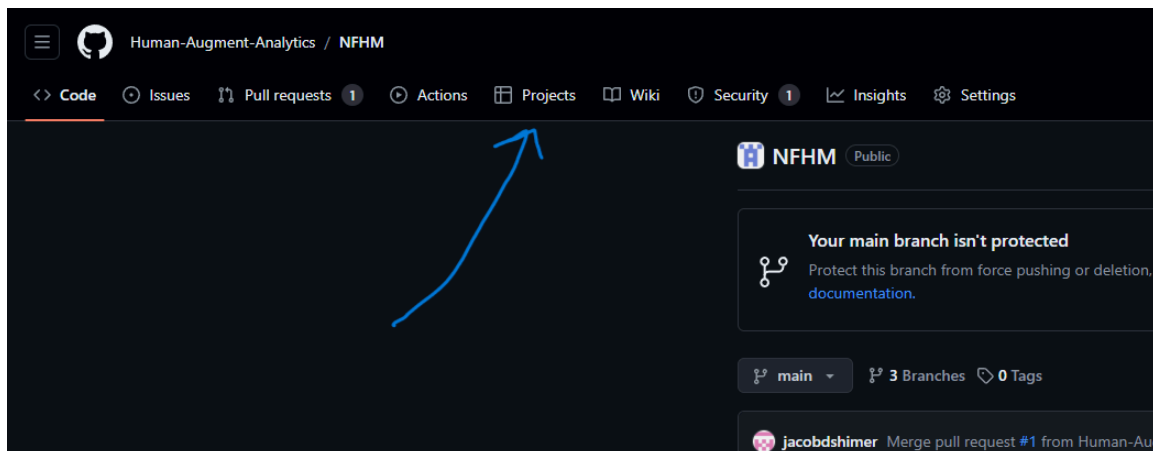 Human-Augment-Analytics / NFHM
Code Issues Pull requests 1 Actions Projects Wiki Security 1 Insights Settings
NFHM Public
Your main branch isn't protected
Protect this branch from force pushing or deletion,
documentation.
main 3 Branches 0 Tags
jacobdshimer Merge pull request #1 from Human-Au